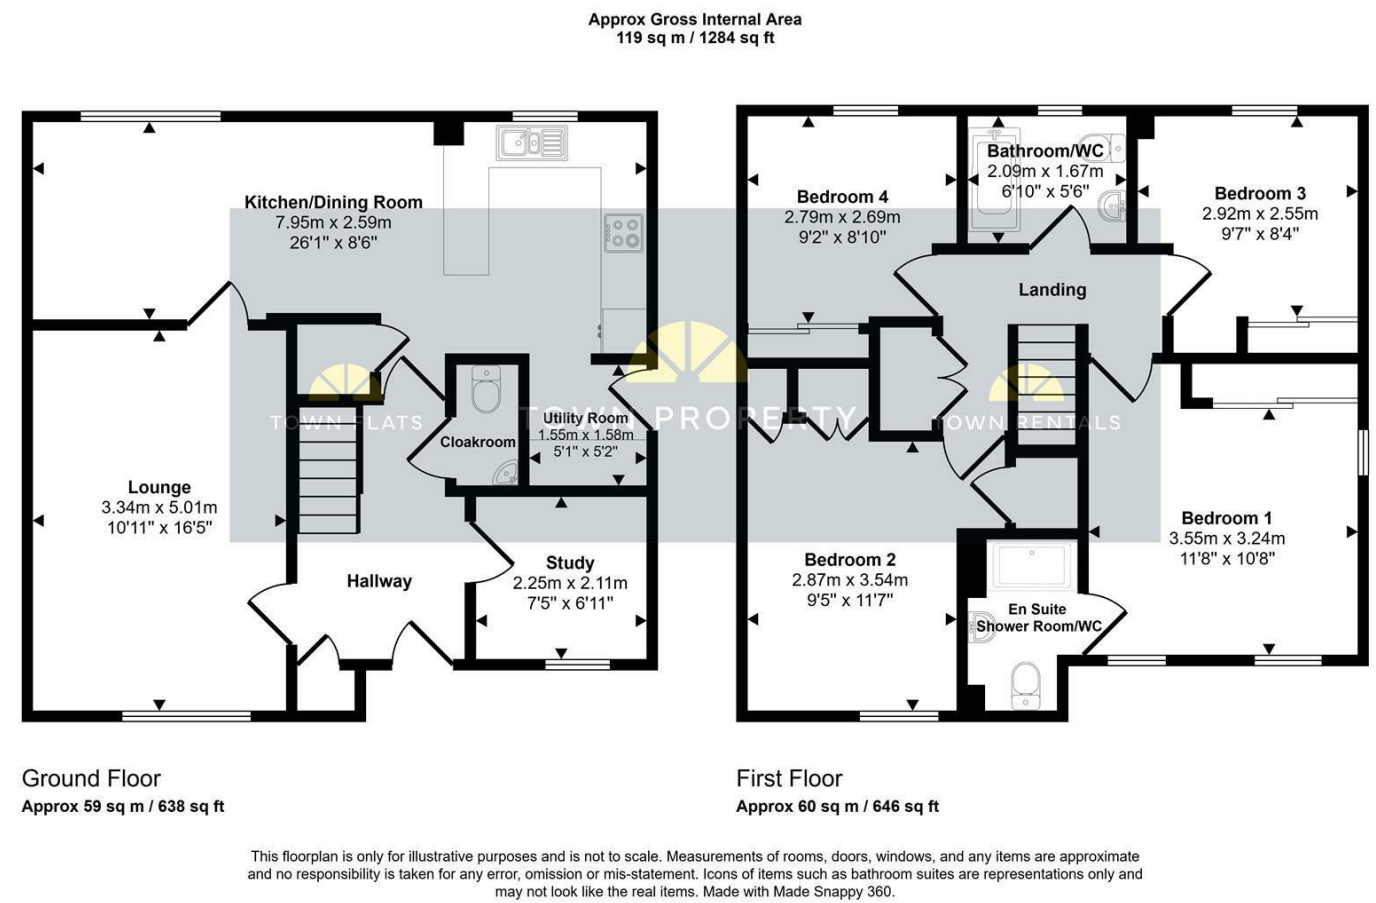 Approx Gross Internal Area
119 sq m / 1284 sq ft
Kitchen/Dining Room
7.95m x 2.59m
26'1" x 8'6"
Lounge
3.34m x 5.01m
10'11" x 16'5"
Cloakroom
Utility Room
1.55m x 1.58m
5'1" x 5'2"
Hallway
Study
2.25m x 2.11m
7'5" x 6'11"
Bedroom 4
2.79m x 2.69m
9'2" x 8'10"
Bathroom/WC
2.09m x 1.67m
6'10" x 5'6"
Bedroom 3
2.92m x 2.55m
9'7" x 8'4"
Landing
Bedroom 2
2.87m x 3.54m
9'5" x 11'7"
Bedroom 1
3.55m x 3.24m
11'8" x 10'8"
En Suite
Shower Room/WC
TOWN FLATS
TOWN PROPERTY
TOWN RENTALS
Ground Floor
Approx 59 sq m / 638 sq ft
First Floor
Approx 60 sq m / 646 sq ft
This floorplan is only for illustrative purposes and is not to scale. Measurements of rooms, doors, windows, and any items are approximate
and no responsibility is taken for any error, omission or mis-statement. Icons of items such as bathroom suites are representations only and
may not look like the real items. Made with Made Snappy 360.